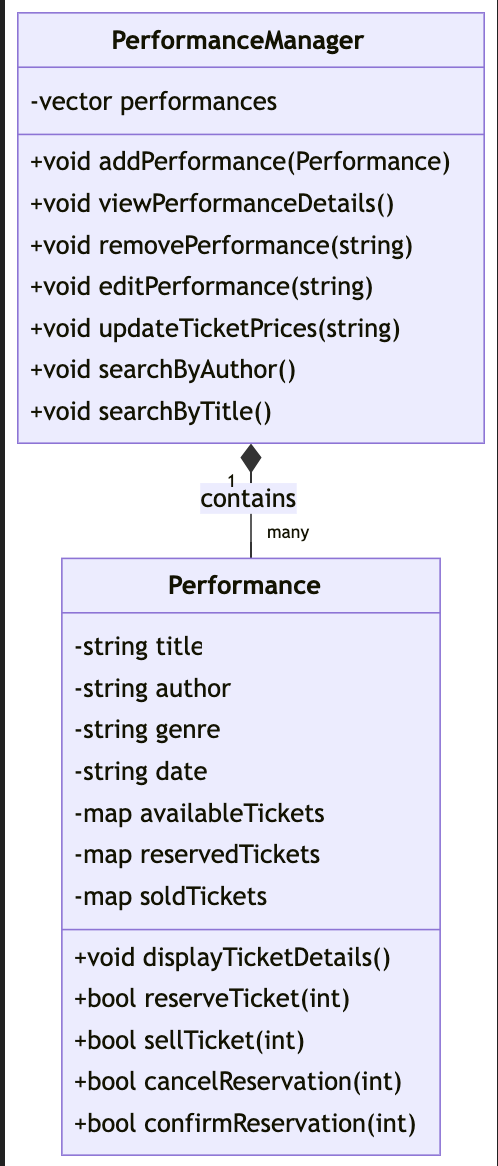 PerformanceManager
-vector performances
+void addPerformance(Performance)
+void viewPerformanceDetails()
+void removePerformance(string)
+void editPerformance(string)
+void updateTicketPrices(string)
+void searchByAuthor()
+void searchByTitle()
1
contains
many
Performance
-string title
-string author
-string genre
-string date
-map availableTickets
-map reservedTickets
-map soldTickets
+void displayTicketDetails()
+bool reserveTicket(int)
+bool sellTicket(int)
+bool cancelReservation(int)
+bool confirmReservation(int)